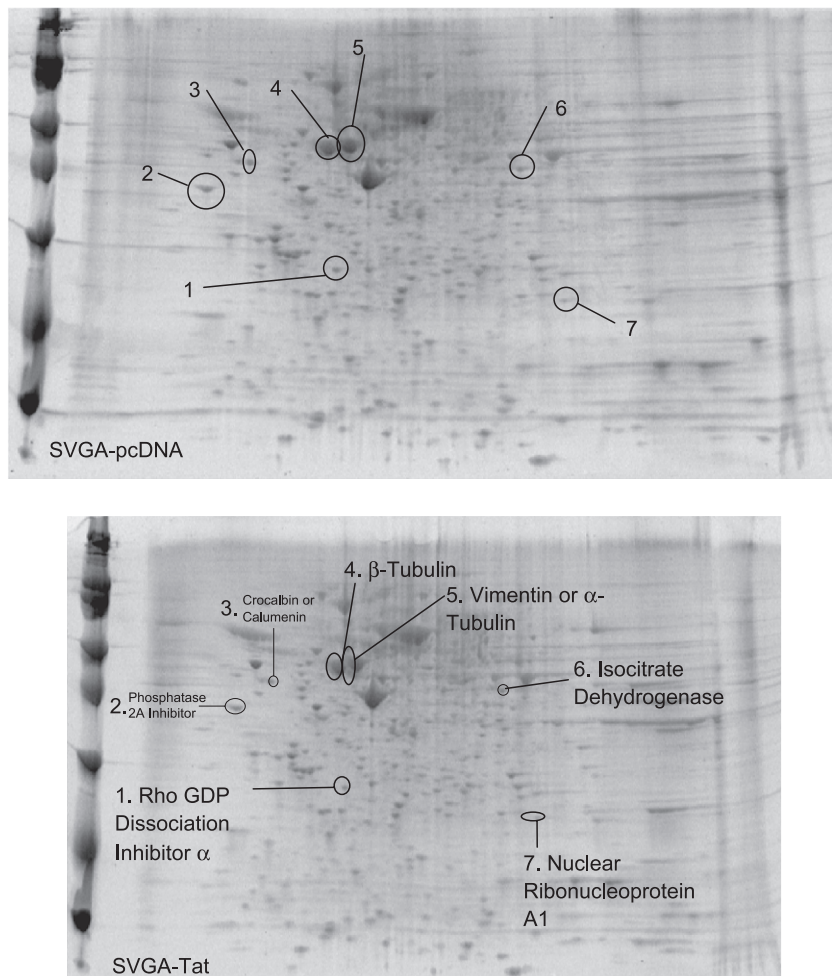 5
3
4
6
2
1
7
SVGA-pcDNA
4. β-Tubulin
3. Crocalbin or
Calumenin
5. Vimentin or α-
Tubulin
6. Isocitrate
Dehydrogenase
2. Phosphatase
2A Inhibitor
1. Rho GDP
Dissociation
Inhibitor α
7. Nuclear
Ribonucleoprotein
A1
SVGA-Tat